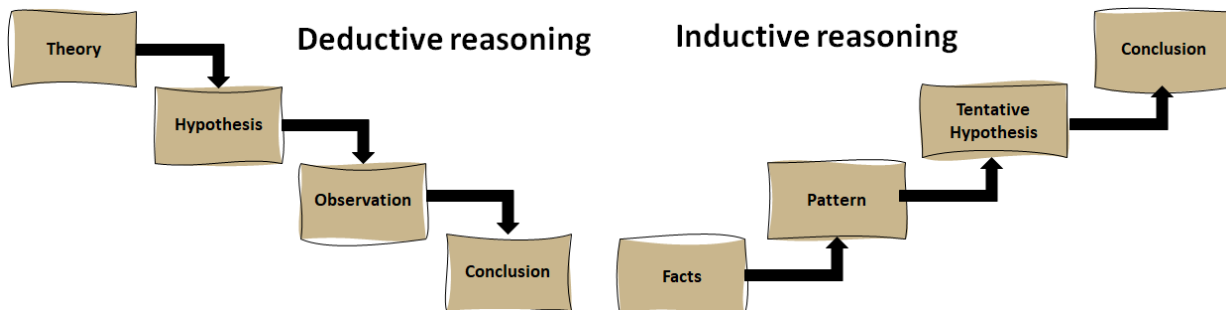 Deductive reasoning
Theory
Hypothesis
Observation
Conclusion
Inductive reasoning
Conclusion
Tentative
Hypothesis
Pattern
Facts